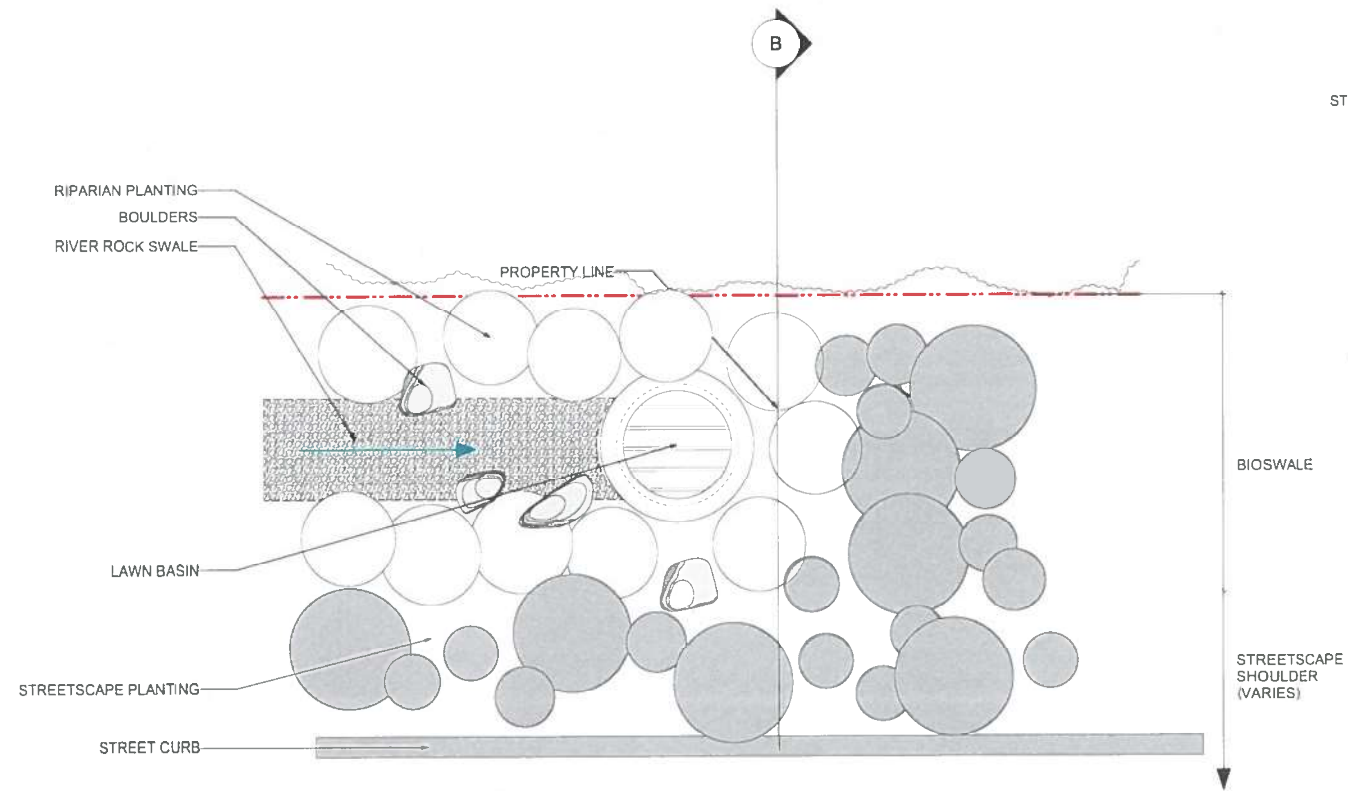 B
ST
RIPARIAN PLANTING
BOULDERS
RIVER ROCK SWALE
PROPERTY LINE
BIOSWALE
LAWN BASIN
STREETSCAPE
SHOULDER
(VARIES)
STREETSCAPE PLANTING
STREET CURB